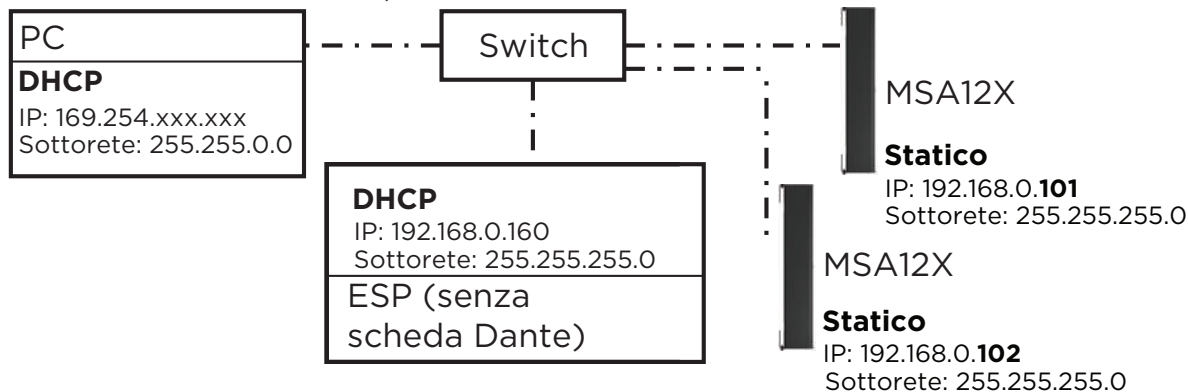 PC
DHCP
IP: 169.254.xxx.xxx
Sottorete: 255.255.0.0
Switch
DHCP
IP: 192.168.0.160
Sottorete: 255.255.255.0
ESP (senza
scheda Dante)
MSA12X
Statico
IP: 192.168.0.101
Sottorete: 255.255.255.0
MSA12X
Statico
IP: 192.168.0.102
Sottorete: 255.255.255.0